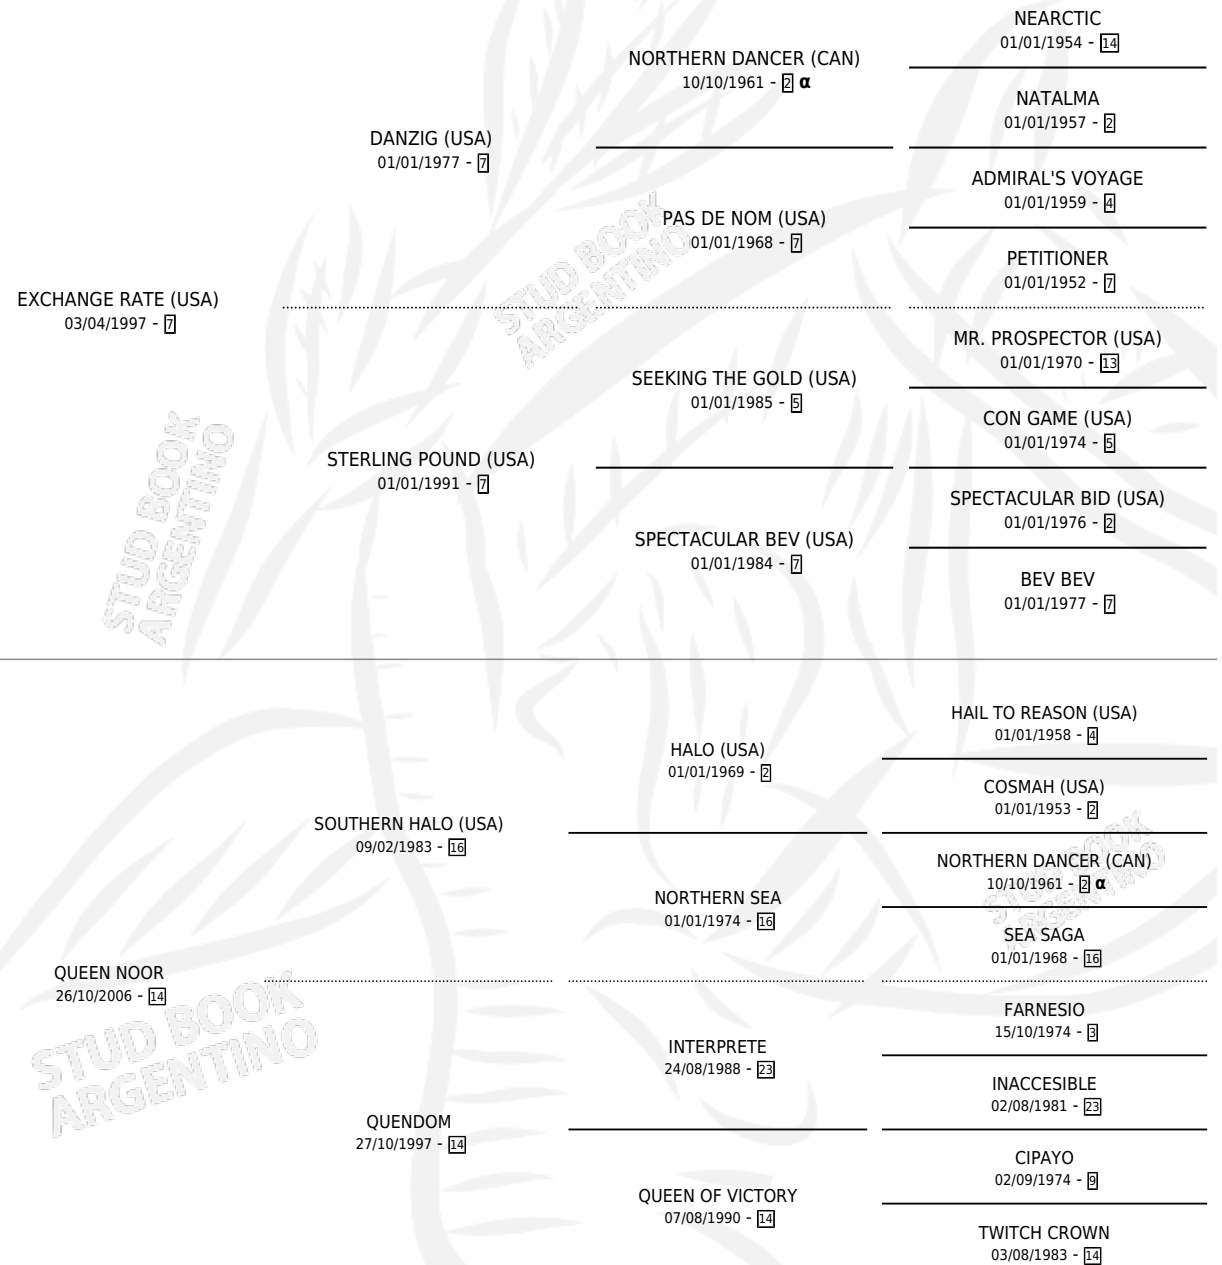 NEARCTIC
01/01/1954 - 14
NORTHERN DANCER (CAN)
10/10/1961 - 2 α
NATALMA
01/01/1957 - 2
DANZIG (USA)
01/01/1977 - 7
ADMIRAL'S VOYAGE
01/01/1959 - 4
PAS DE NOM (USA)
01/01/1968 - 7
PETITIONER
01/01/1952 - 7
EXCHANGE RATE (USA)
03/04/1997 - 7
MR. PROSPECTOR (USA)
01/01/1970 - 13
SEEKING THE GOLD (USA)
01/01/1985 - 5
CON GAME (USA)
01/01/1974 - 5
STERLING POUND (USA)
01/01/1991 - 7
SPECTACULAR BID (USA)
01/01/1976 - 2
SPECTACULAR BEV (USA)
01/01/1984 - 7
BEV BEV
01/01/1977 - 7
HAIL TO REASON (USA)
01/01/1958 - 4
HALO (USA)
01/01/1969 - 2
COSMAH (USA)
01/01/1953 - 2
SOUTHERN HALO (USA)
09/02/1983 - 16
NORTHERN DANCER (CAN)
10/10/1961 - 2 α
NORTHERN SEA
01/01/1974 - 16
SEA SAGA
01/01/1968 - 16
QUEEN NOOR
26/10/2006 - 14
FARNESIO
15/10/1974 - 3
INTERPRETE
24/08/1988 - 23
INACCESIBLE
02/08/1981 - 23
QUENDOM
27/10/1997 - 14
CIPAYO
02/09/1974 - 9
QUEEN OF VICTORY
07/08/1990 - 14
TWITCH CROWN
03/08/1983 - 14
STUD BOOK
ARGENTINO
STUD BOOK
ARGENTINO
STUD BOOK
ARGENTINO
STUD BOOK
ARGENTINO